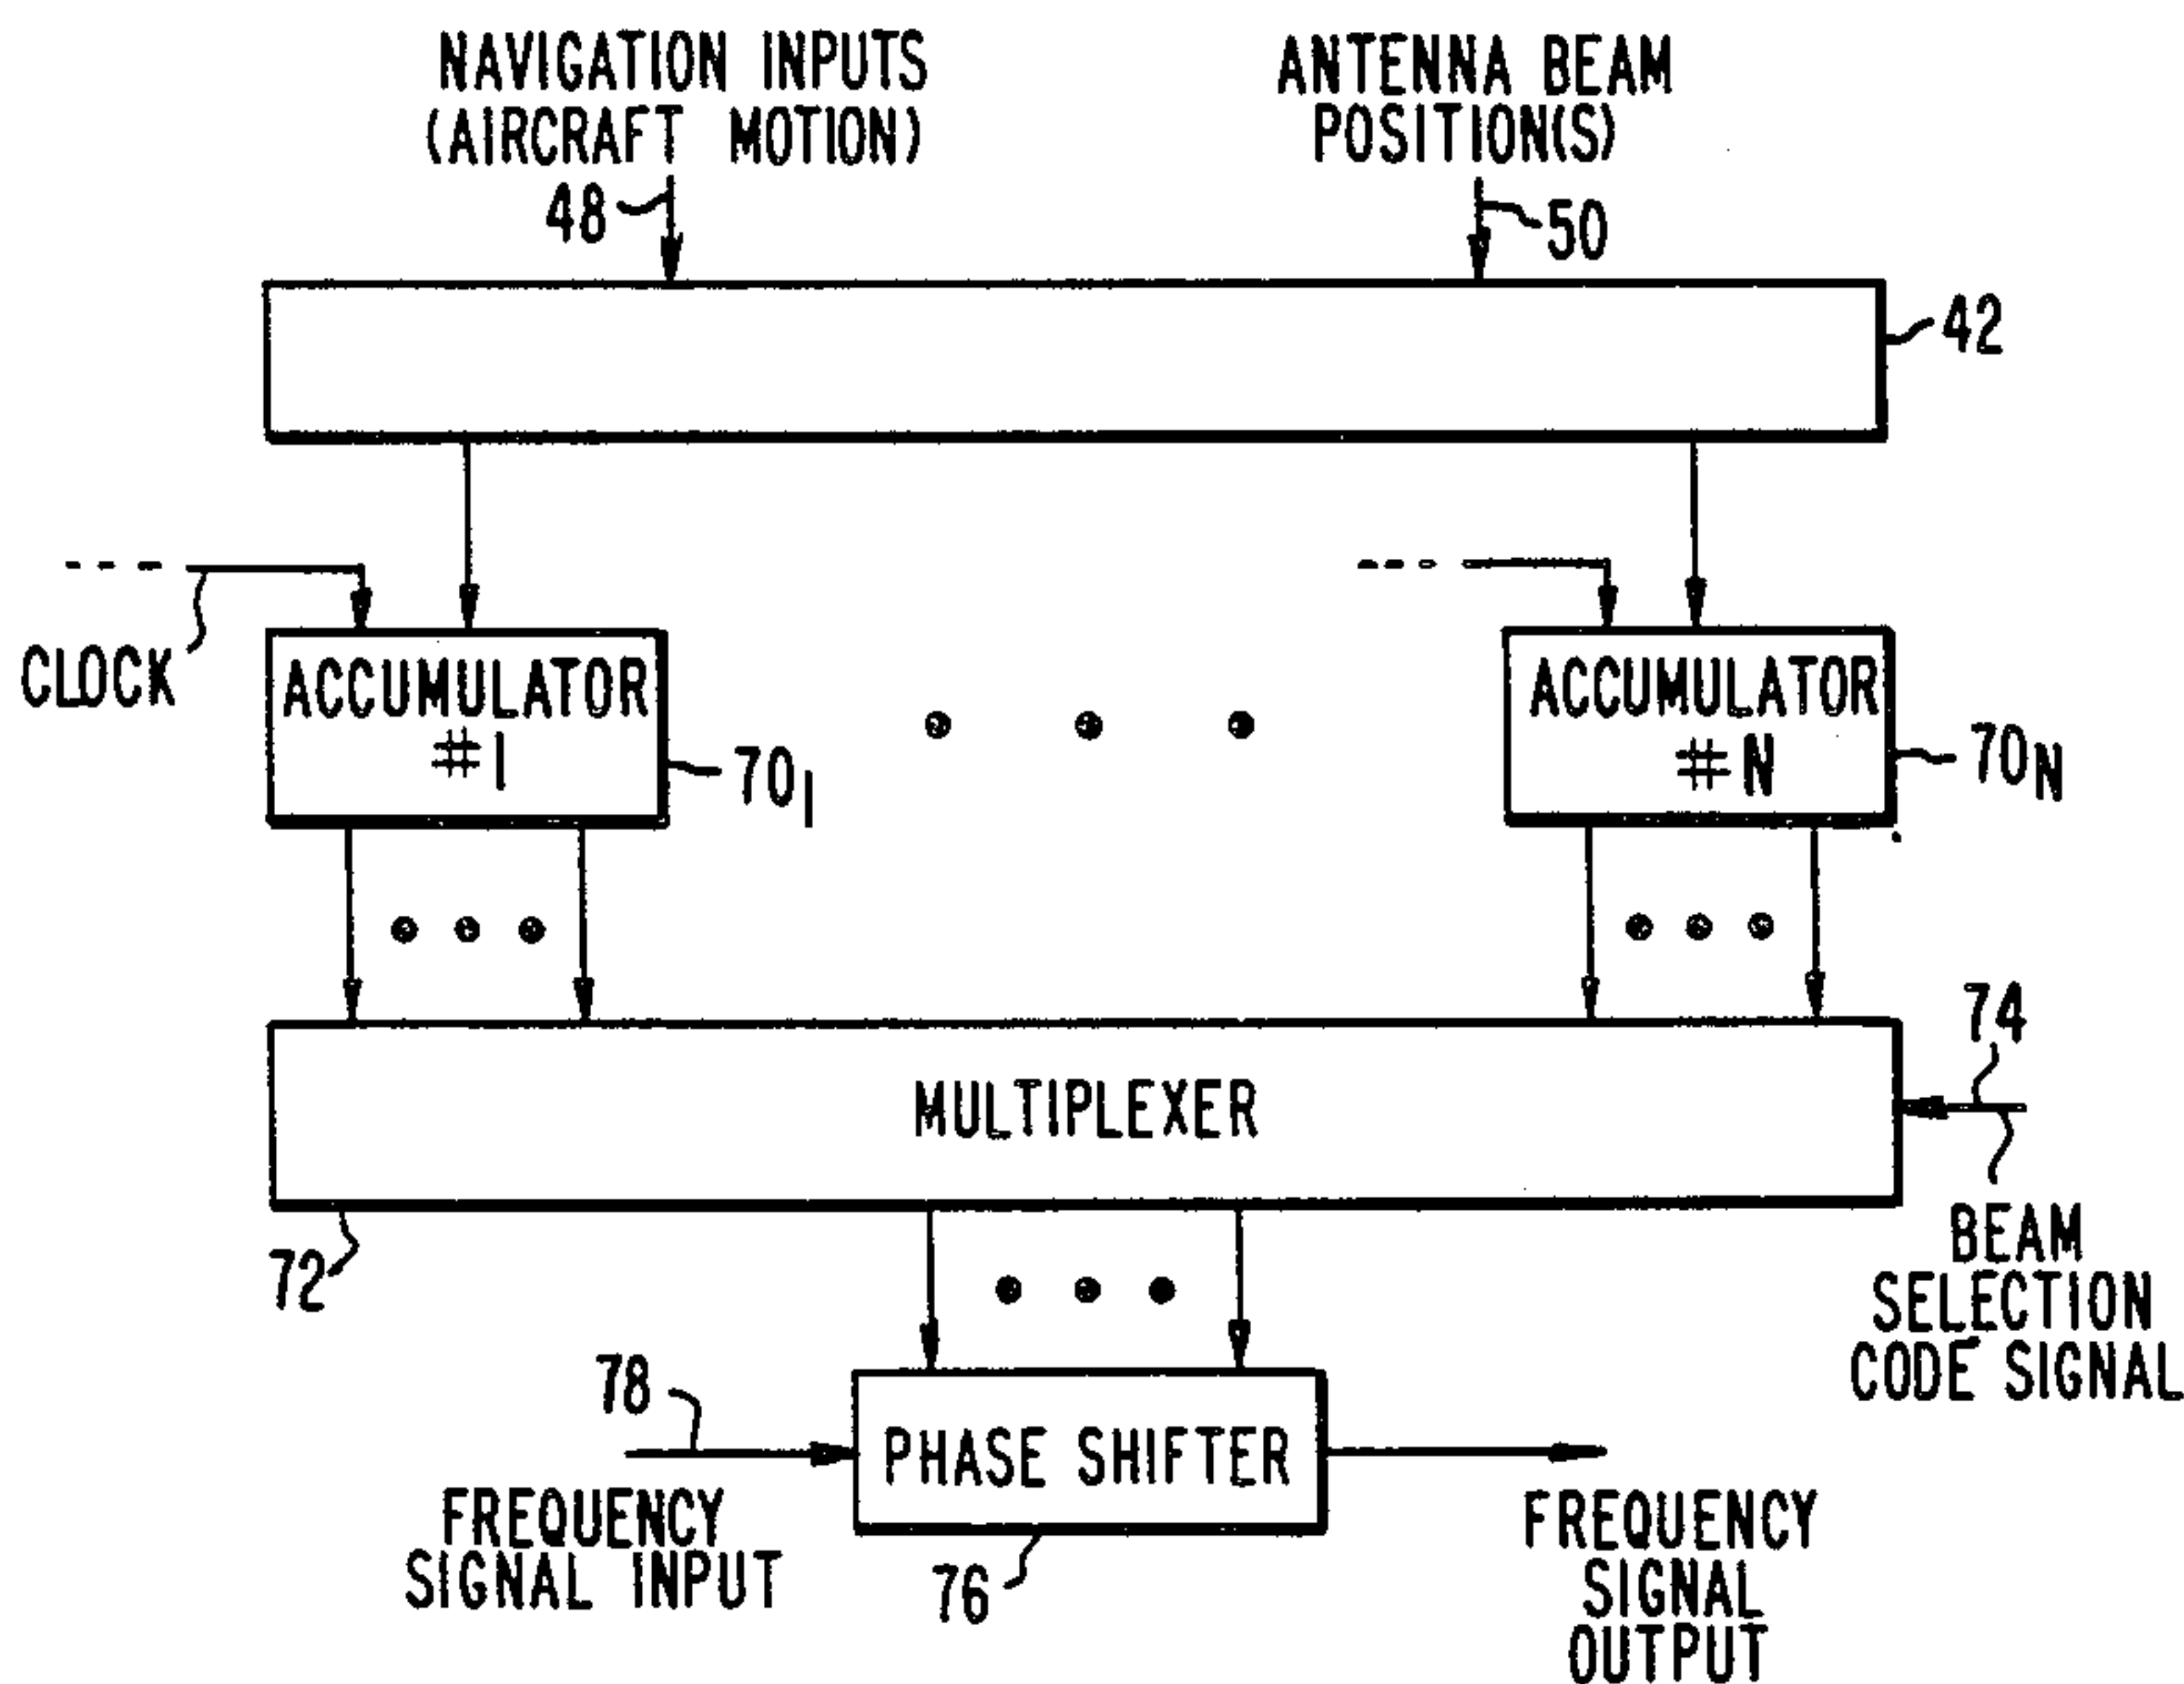 NAVIGATION INPUTS
(AIRCRAFT MOTION)
ANTENNA BEAM
POSITION(S)
48
50
42
CLOCK
ACCUMULATOR
#1
70₁
ACCUMULATOR
#N
70N
74
MULTIPLEXER
72
BEAM
SELECTION
CODE SIGNAL
78
PHASE SHIFTER
FREQUENCY
SIGNAL INPUT
76
FREQUENCY
SIGNAL
OUTPUT